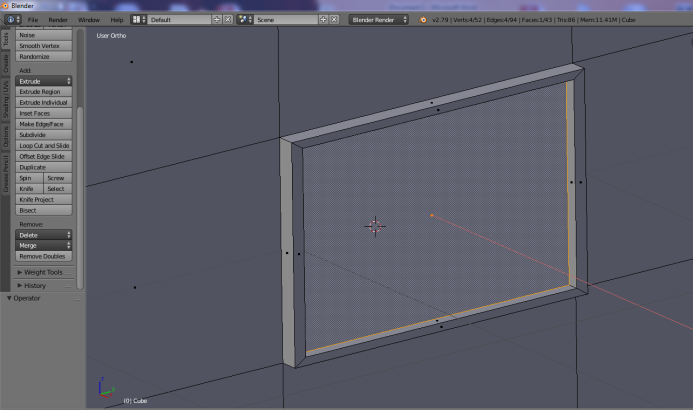 Blender
File Render Window Help Default Scene Blender Render v2.79 | Verts:4/52 | Edges:4/94 | Faces:1/43 | Tris:86 | Mem:11.41M | Cube
User Ortho
Tools
Create
Shading / UVs
Options
Grease Pencil
Noise
Smooth Vertex
Randomize
Add:
Extrude
Extrude Region
Extrude Individual
Inset Faces
Make Edge/Face
Subdivide
Loop Cut and Slide
Offset Edge Slide
Duplicate
Spin Screw
Knife Select
Knife Project
Bisect
Remove:
Delete
Merge
Remove Doubles
Weight Tools
History
Operator
(0) Cube